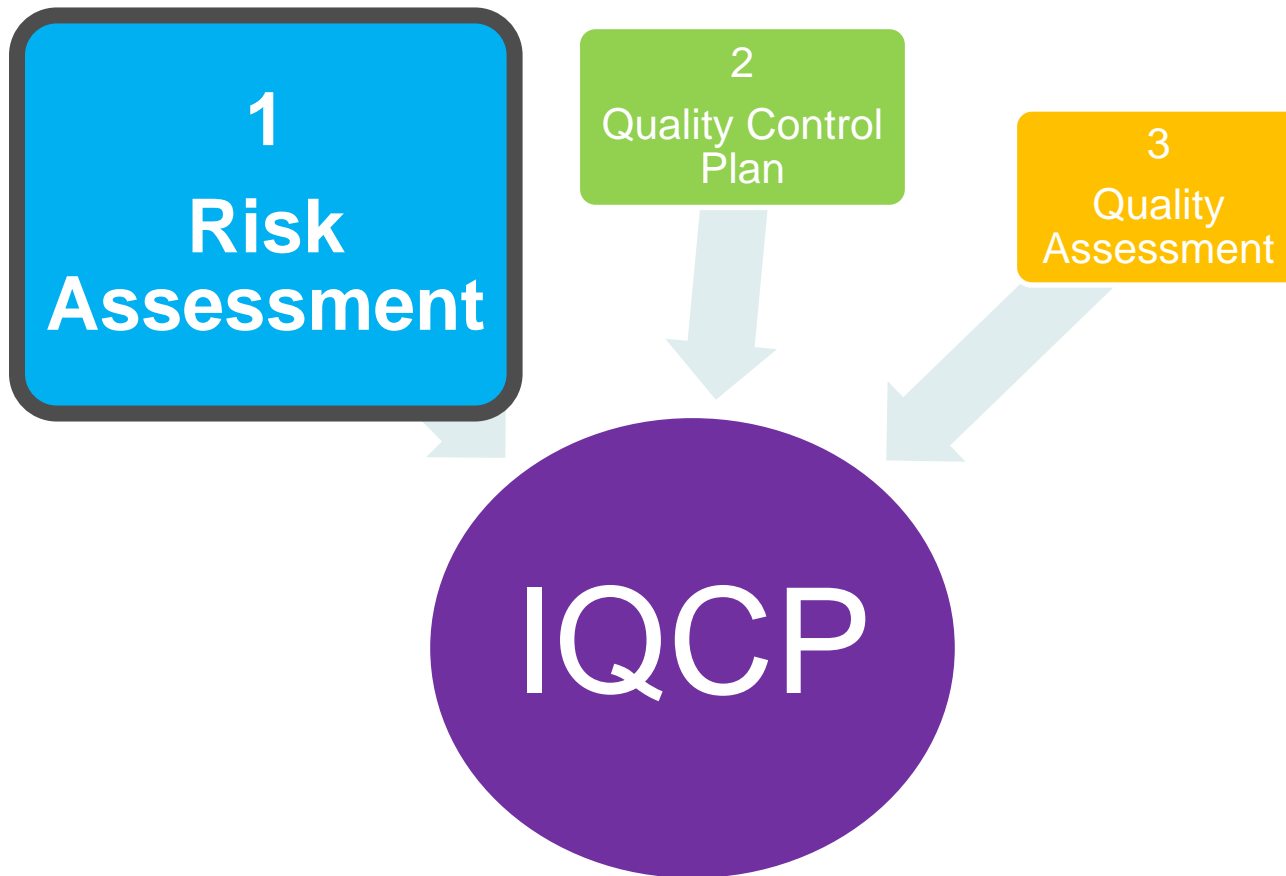 1
Risk
Assessment
2
Quality Control
Plan
3
Quality
Assessment
IQCP